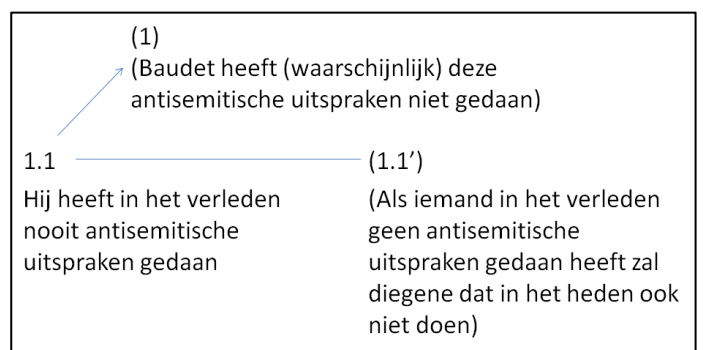 (1)
(Baudet heeft (waarschijnlijk) deze
antisemitische uitspraken niet gedaan)
1.1
Hij heeft in het verleden
nooit antisemitische
uitspraken gedaan
(1.1’)
(Als iemand in het verleden
geen antisemitische
uitspraken gedaan heeft zal
diegene dat in het heden ook
niet doen)